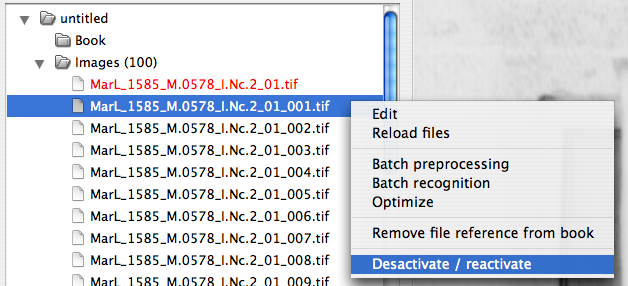 untitled
Book
Images (100)
MarL_1585_M.0578_I.Nc.2_01.tif
MarL_1585_M.0578_I.Nc.2_01_001.tif
MarL_1585_M.0578_I.Nc.2_01_002.tif
MarL_1585_M.0578_I.Nc.2_01_003.tif
MarL_1585_M.0578_I.Nc.2_01_004.tif
MarL_1585_M.0578_I.Nc.2_01_005.tif
MarL_1585_M.0578_I.Nc.2_01_006.tif
MarL_1585_M.0578_I.Nc.2_01_007.tif
MarL_1585_M.0578_I.Nc.2_01_008.tif
MarL_1585_M.0578_I.Nc.2_01_009.tif
Edit
Reload files
Batch preprocessing
Batch recognition
Optimize
Remove file reference from book
Desactivate / reactivate